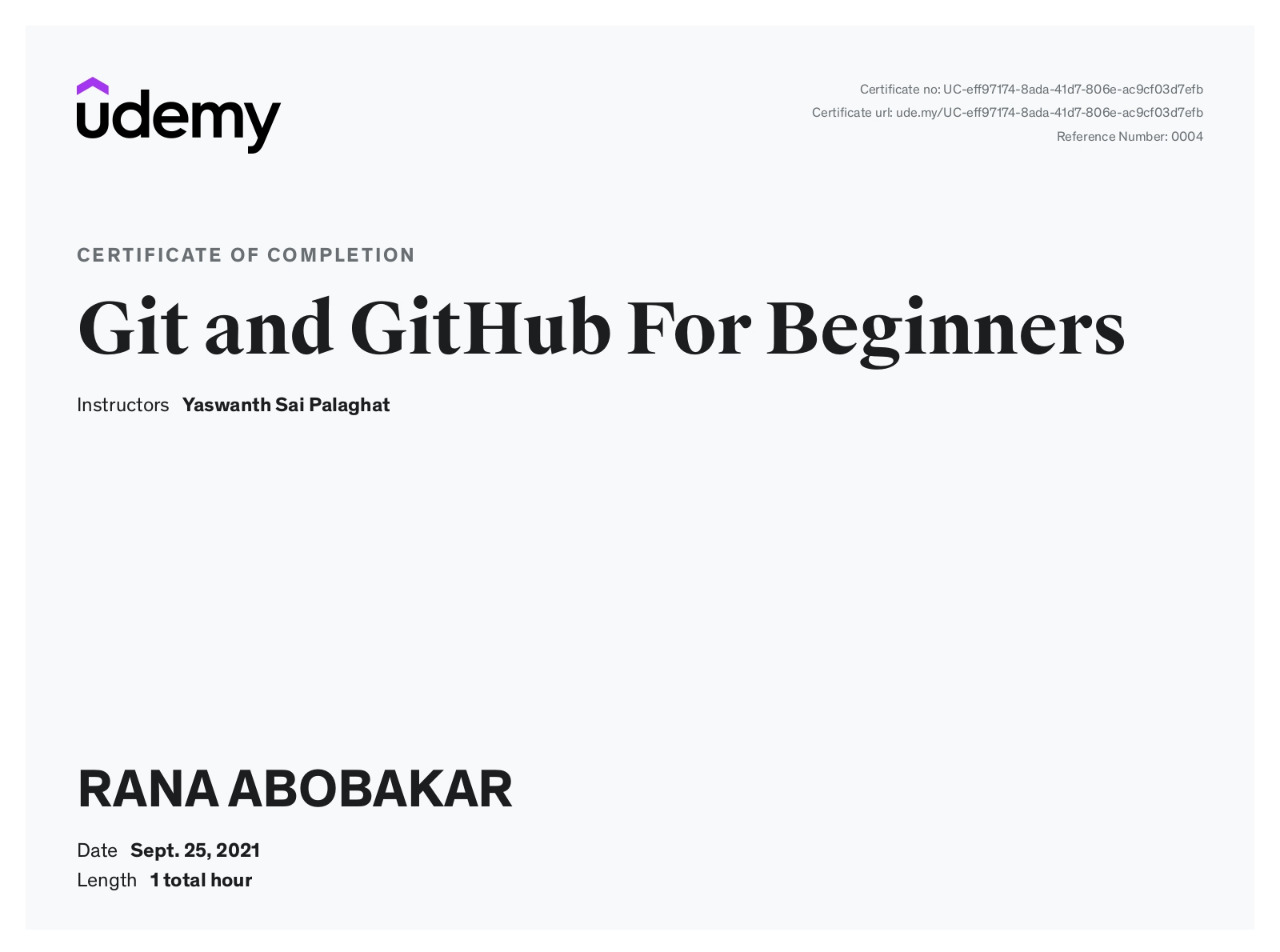 udemy
Certificate no: UC-eff97174-8ada-41d7-806e-ac9cf03d7efb
Certificate url: ude.my/UC-eff97174-8ada-41d7-806e-ac9cf03d7efb
Reference Number: 0004
CERTIFICATE OF COMPLETION
Git and GitHub For Beginners
Instructors Yaswanth Sai Palaghat
RANA ABOBAKAR
Date Sept. 25, 2021
Length 1 total hour